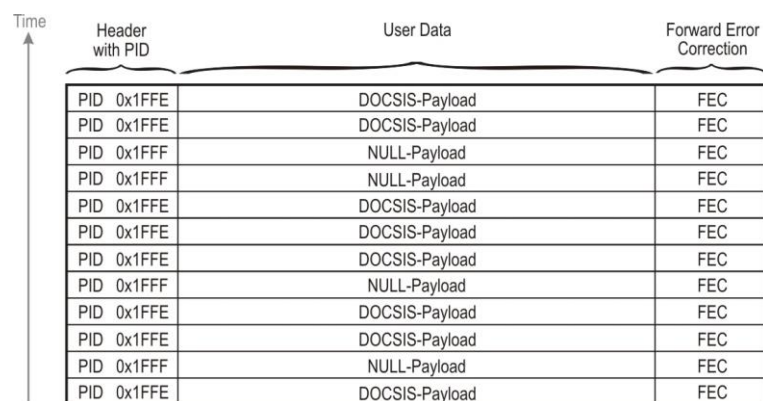 Time
Header with PID
User Data
Forward Error Correction
PID 0x1FFE DOCSIS-Payload FEC
PID 0x1FFE DOCSIS-Payload FEC
PID 0x1FFF NULL-Payload FEC
PID 0x1FFF NULL-Payload FEC
PID 0x1FFE DOCSIS-Payload FEC
PID 0x1FFE DOCSIS-Payload FEC
PID 0x1FFE DOCSIS-Payload FEC
PID 0x1FFF NULL-Payload FEC
PID 0x1FFE DOCSIS-Payload FEC
PID 0x1FFE DOCSIS-Payload FEC
PID 0x1FFF NULL-Payload FEC
PID 0x1FFE DOCSIS-Payload FEC